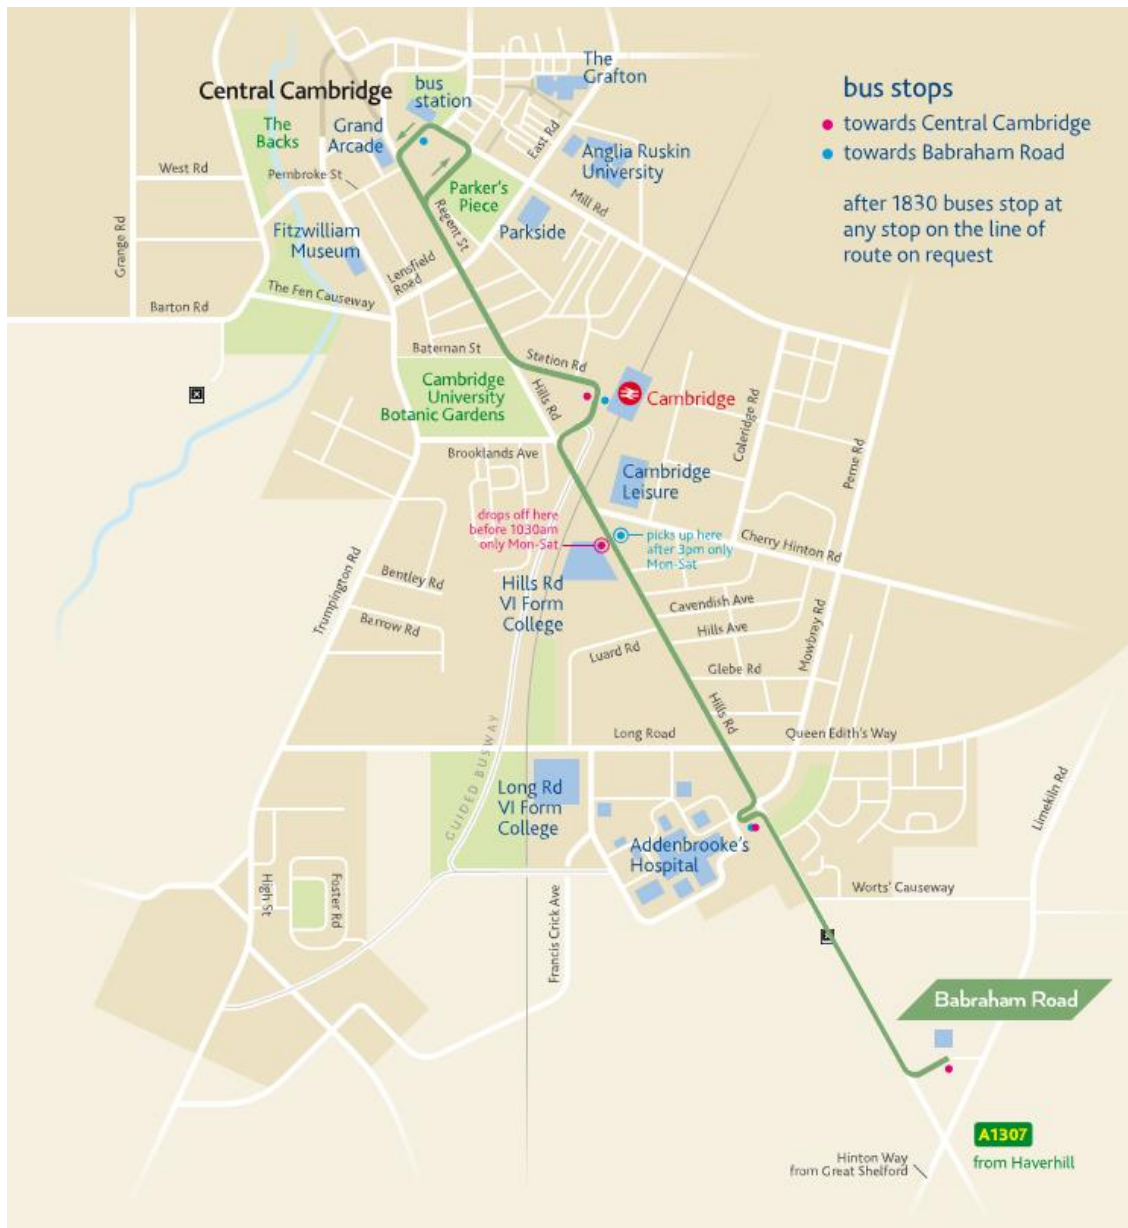 Central Cambridge
bus
station
The
Grafton
The
Backs
Grand
Arcade
East Rd
Anglia Ruskin
University
West Rd
Pembroke St
Parker's
Piece
Mill Rd
Regent St
Parkside
Grange Rd
Fitzwilliam
Museum
Lensfield
Road
The Fen Causeway
Barton Rd
bus stops
towards Central Cambridge
towards Babraham Road
after 1830 buses stop at
any stop on the line of
route on request
Bateman St
Station Rd
Cambridge
University
Botanic Gardens
Hills Rd
Cambridge
Coleridge Rd
Perne Rd
Brooklands Ave
Cambridge
Leisure
drops off here
before 1030am
only Mon-Sat
picks up here
after 3pm only
Mon-Sat
Cherry Hinton Rd
Trumpington Rd
Bentley Rd
Barrow Rd
Hills Rd
VI Form
College
Cavendish Ave
Hills Ave
Luard Rd
Glebe Rd
Mowbray Rd
Hills Rd
Long Road
Queen Edith's Way
GUIDED BUSWAY
Long Rd
VI Form
College
Addenbrooke's
Hospital
Limekiln Rd
High St
Foster Rd
Francis Crick Ave
Worts' Causeway
Babraham Road
A1307
from Haverhill
Hinton Way
from Great Shelford